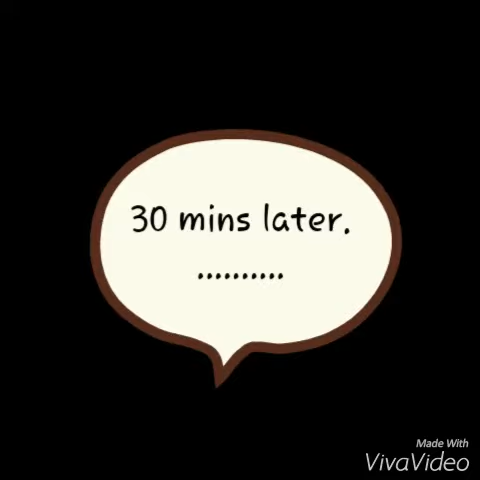 30 mins later.
..........
Made With
VivaVideo